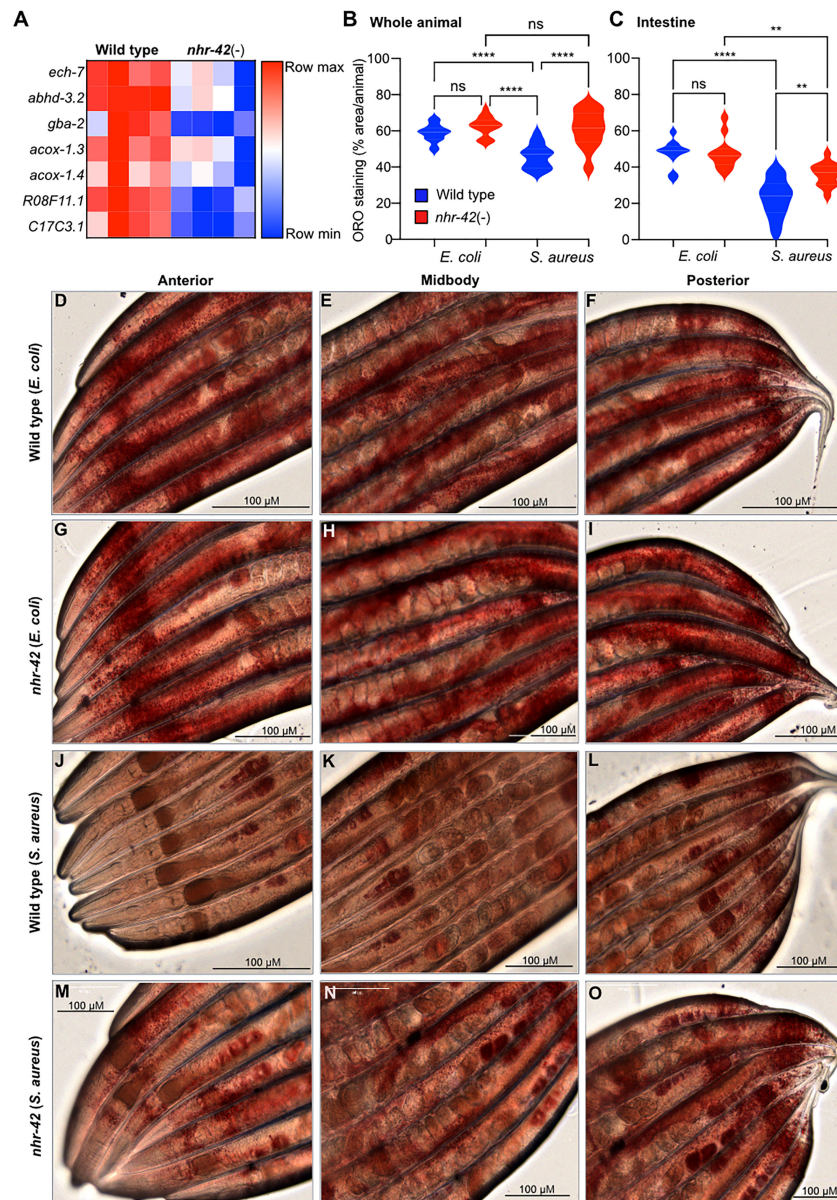 A
Wild type nhr-42(-)
ech-7
abhd-3.2
gba-2
acox-1.3
acox-1.4
R08F11.1
C17C3.1
Row max
Row min
B Whole animal
ORO staining (% area/animal)
100
80
60
40
20
0
ns
**** ****
ns ****
Wild type
nhr-42(-)
E. coli S. aureus
C Intestine
100
80
60
40
20
0
**
****
ns **
E. coli S. aureus
Anterior Midbody Posterior
Wild type (E. coli)
D E F
100 µM 100 µM 100 µM
nhr-42 (E. coli)
G H I
100 µM 100 µM 100 µM
Wild type (S. aureus)
J K L
100 µM 100 µM 100 µM
nhr-42 (S. aureus)
M N O
100 µM 100 µM 100 µM